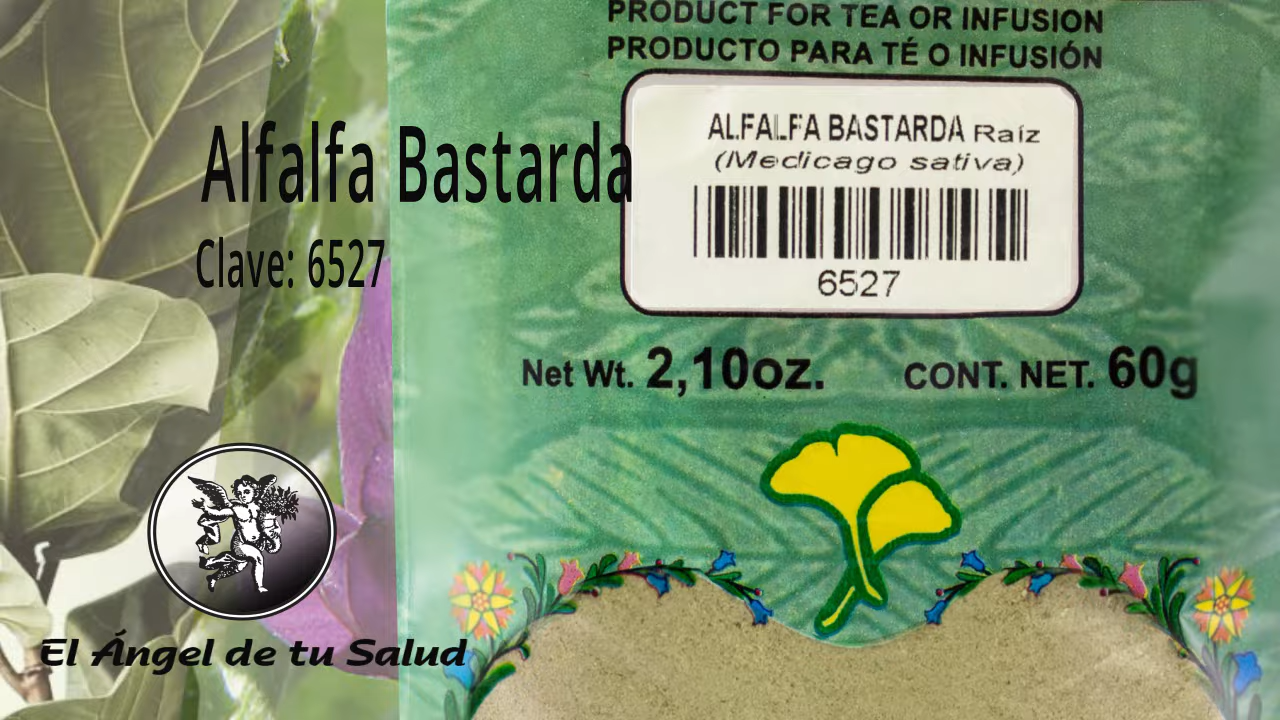 PRODUCT FOR TEA OR INFUSION
PRODUCTO PARA TÉ O INFUSIÓN
ALFALFA BASTARDA Raíz
(Medicago sativa)
6527
Net Wt. 2,10oz. CONT. NET. 60g
Alfalfa Bastarda
Clave: 6527
El Ángel de tu Salud